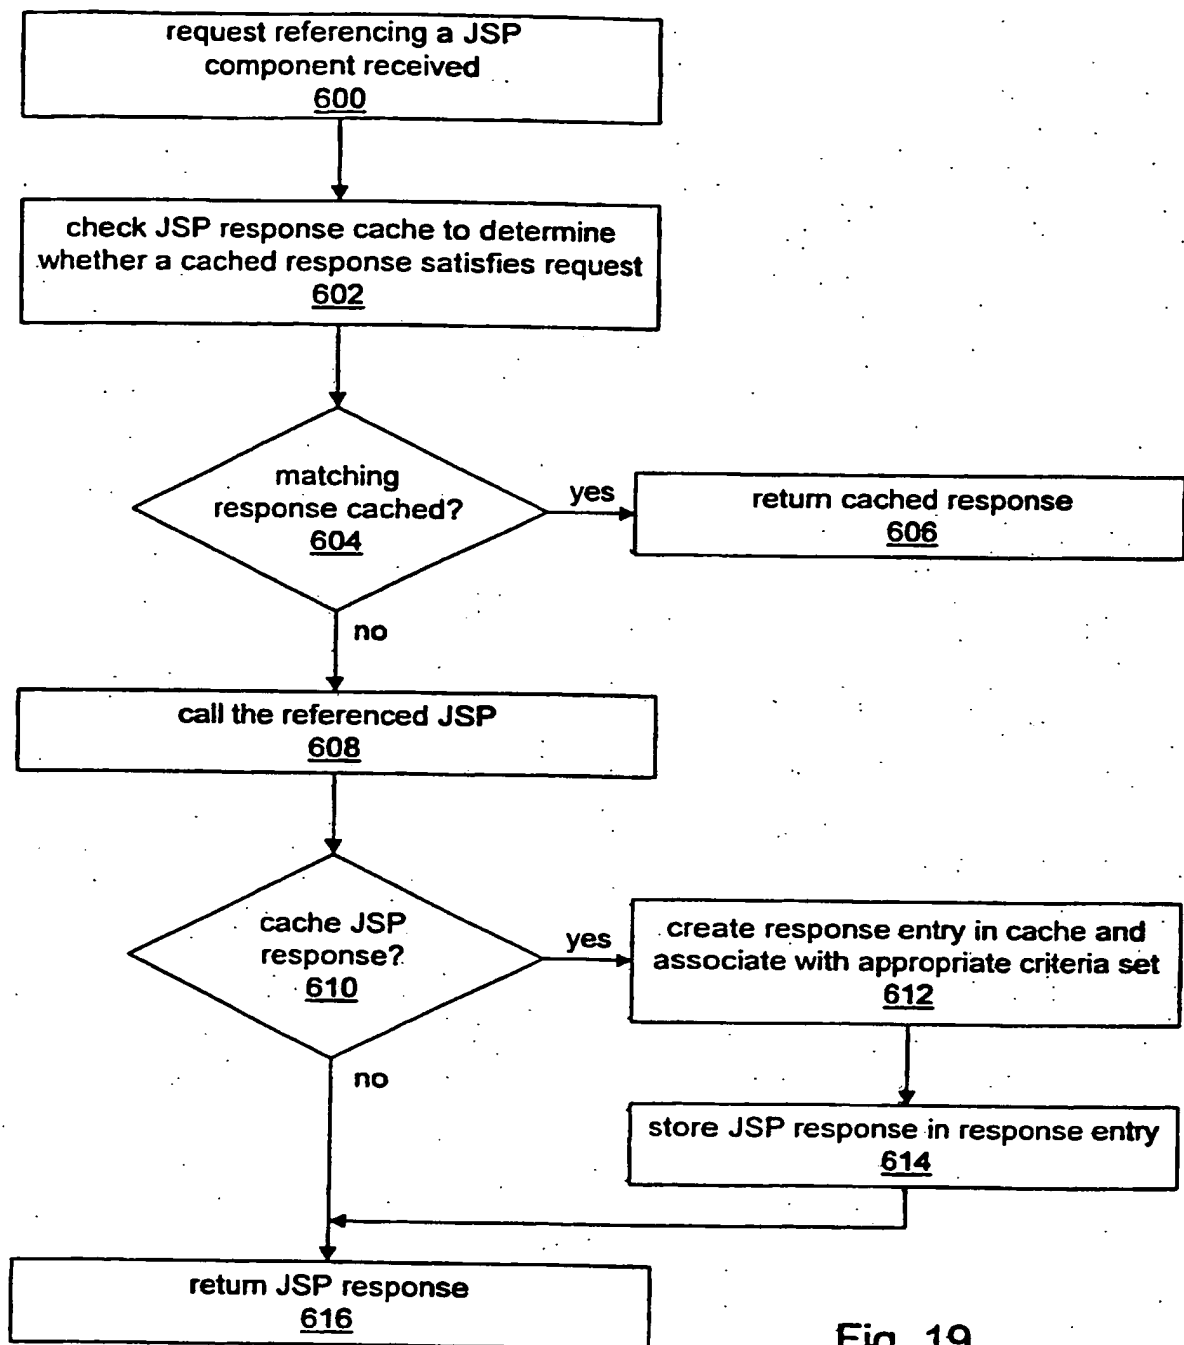 request referencing a JSP
component received
600
check JSP response cache to determine
whether a cached response satisfies request
602
matching
response cached?
604
yes
return cached response
606
no
call the referenced JSP
608
cache JSP
response?
610
yes
create response entry in cache and
associate with appropriate criteria set
612
no
store JSP response in response entry
614
return JSP response
616
Fig. 19